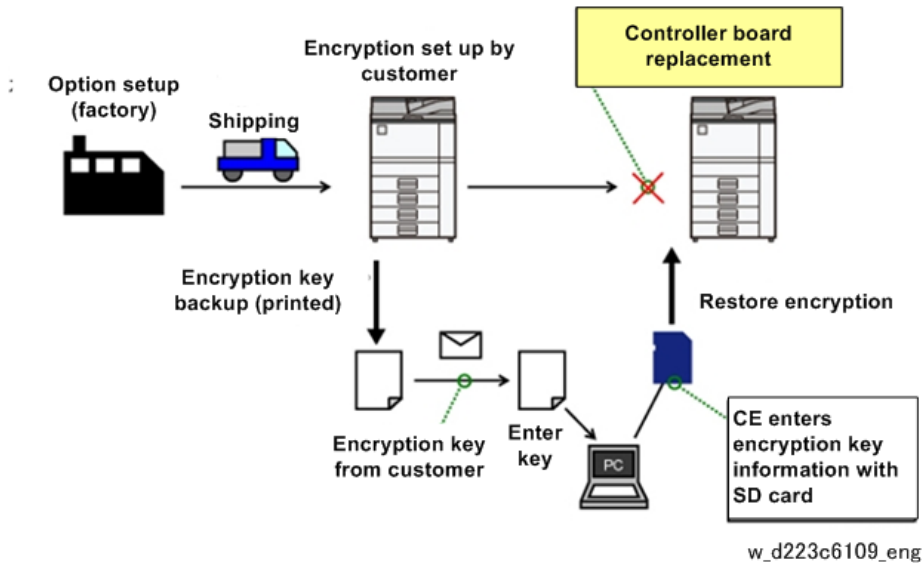 Encryption set up by
customer
Controller board
replacement
;
Option setup
(factory)
Shipping
Encryption key
backup (printed)
Restore encryption
Encryption key
from customer
Enter
key
PC
CE enters
encryption key
information with
SD card
w_d223c6109_eng